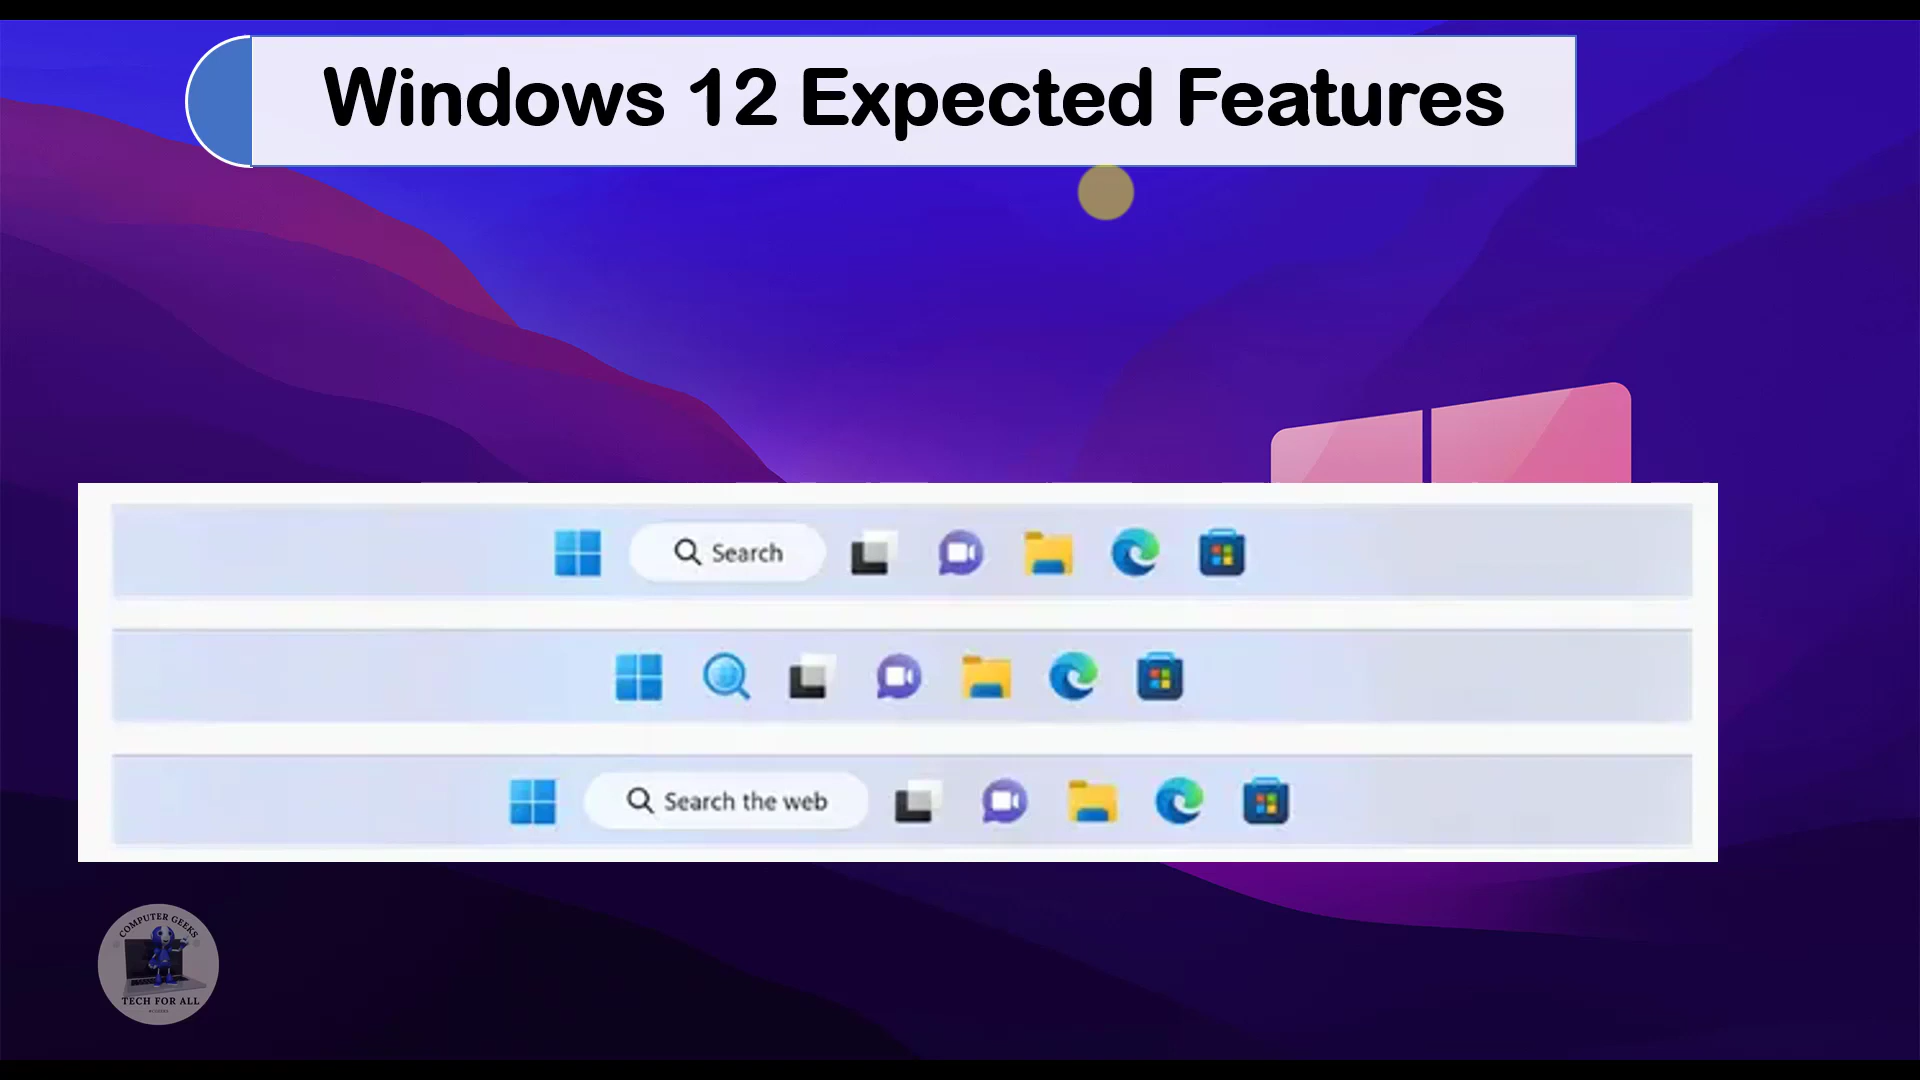 Windows 12 Expected Features
Search
Search the web
COMPUTER GEEKS
TECH FOR ALL